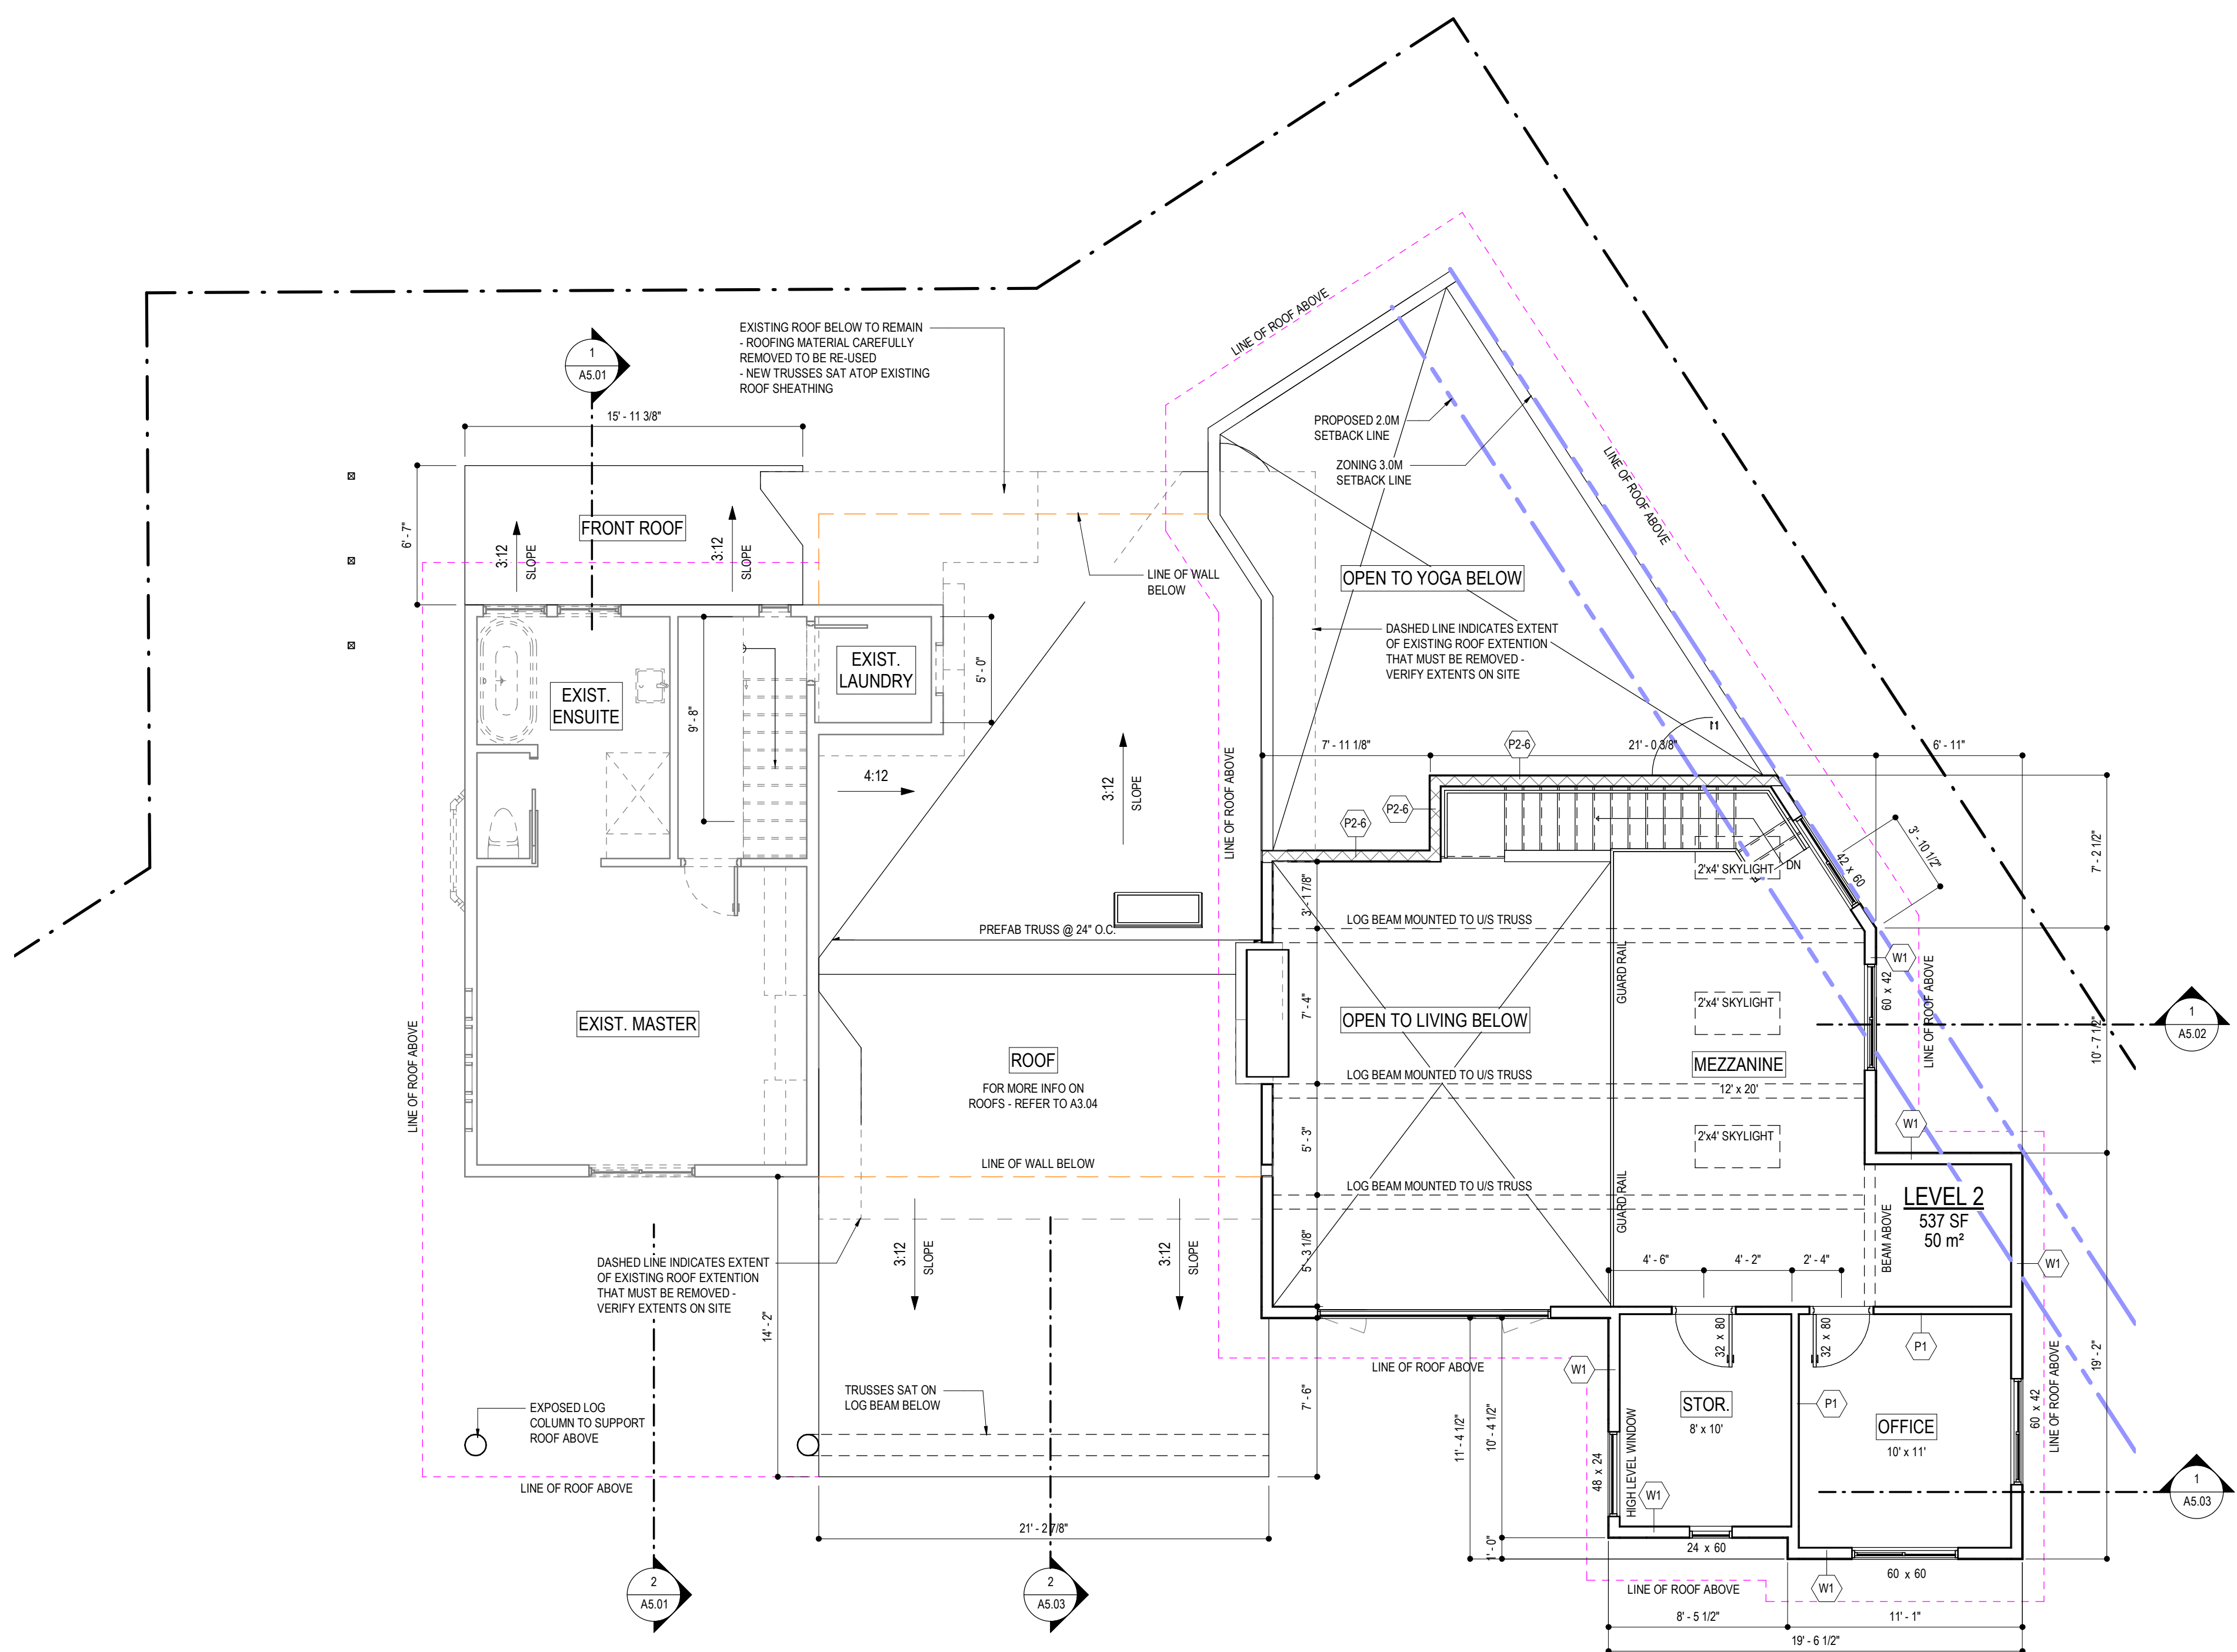 EXISTING ROOF BELOW TO REMAIN
- ROOFING MATERIAL CAREFULLY
REMOVED TO BE RE-USED
- NEW TRUSSES SAT ATOP EXISTING
ROOF SHEATHING
1
A5.01
15' - 11 3/8"
6' - 7"
FRONT ROOF
3:12
SLOPE
3:12
SLOPE
LINE OF ROOF ABOVE
PROPOSED 2.0M
SETBACK LINE
ZONING 3.0M
SETBACK LINE
LINE OF ROOF ABOVE
LINE OF WALL
BELOW
OPEN TO YOGA BELOW
DASHED LINE INDICATES EXTENT
OF EXISTING ROOF EXTENTION
THAT MUST BE REMOVED -
VERIFY EXTENTS ON SITE
EXIST.
ENSUITE
9' - 8"
EXIST.
LAUNDRY
5' - 0"
4:12
3:12
SLOPE
LINE OF ROOF ABOVE
7' - 11 1/8"
P2-6
21' - 0 3/8"
6' - 11"
P2-6
P2-6
3' - 10 1/2"
7' - 2 1/2"
42 x 60
2'x4' SKYLIGHT
DN
3' - 1 7/8"
LOG BEAM MOUNTED TO U/S TRUSS
PREFAB TRUSS @ 24" O.C.
GUARD RAIL
W1
60 x 42
LINE OF ROOF ABOVE
10' - 7 1/2"
1
A5.02
EXIST. MASTER
LINE OF ROOF ABOVE
7' - 4"
OPEN TO LIVING BELOW
2'x4' SKYLIGHT
ROOF
FOR MORE INFO ON
ROOFS - REFER TO A3.04
LOG BEAM MOUNTED TO U/S TRUSS
MEZZANINE
12' x 20'
W1
5' - 3"
2'x4' SKYLIGHT
LINE OF WALL BELOW
LOG BEAM MOUNTED TO U/S TRUSS
GUARD RAIL
LEVEL 2
537 SF
50 m²
BEAM ABOVE
W1
5' - 3 1/8"
4' - 6"
4' - 2"
2' - 4"
3:12
SLOPE
3:12
SLOPE
DASHED LINE INDICATES EXTENT
OF EXISTING ROOF EXTENTION
THAT MUST BE REMOVED -
VERIFY EXTENTS ON SITE
14' - 2"
32 x 80
32 x 80
P1
LINE OF ROOF ABOVE
W1
19' - 2"
LINE OF ROOF ABOVE
TRUSSES SAT ON
LOG BEAM BELOW
7' - 6"
EXPOSED LOG
COLUMN TO SUPPORT
ROOF ABOVE
STOR.
8' x 10'
P1
OFFICE
10' x 11'
60 x 42
11' - 4 1/2"
10' - 4 1/2"
48 x 24
HIGH LEVEL WINDOW
W1
1
A5.03
LINE OF ROOF ABOVE
21' - 2 7/8"
1' - 0"
24 x 60
60 x 60
W1
LINE OF ROOF ABOVE
2
A5.01
2
A5.03
8' - 5 1/2"
11' - 1"
19' - 6 1/2"